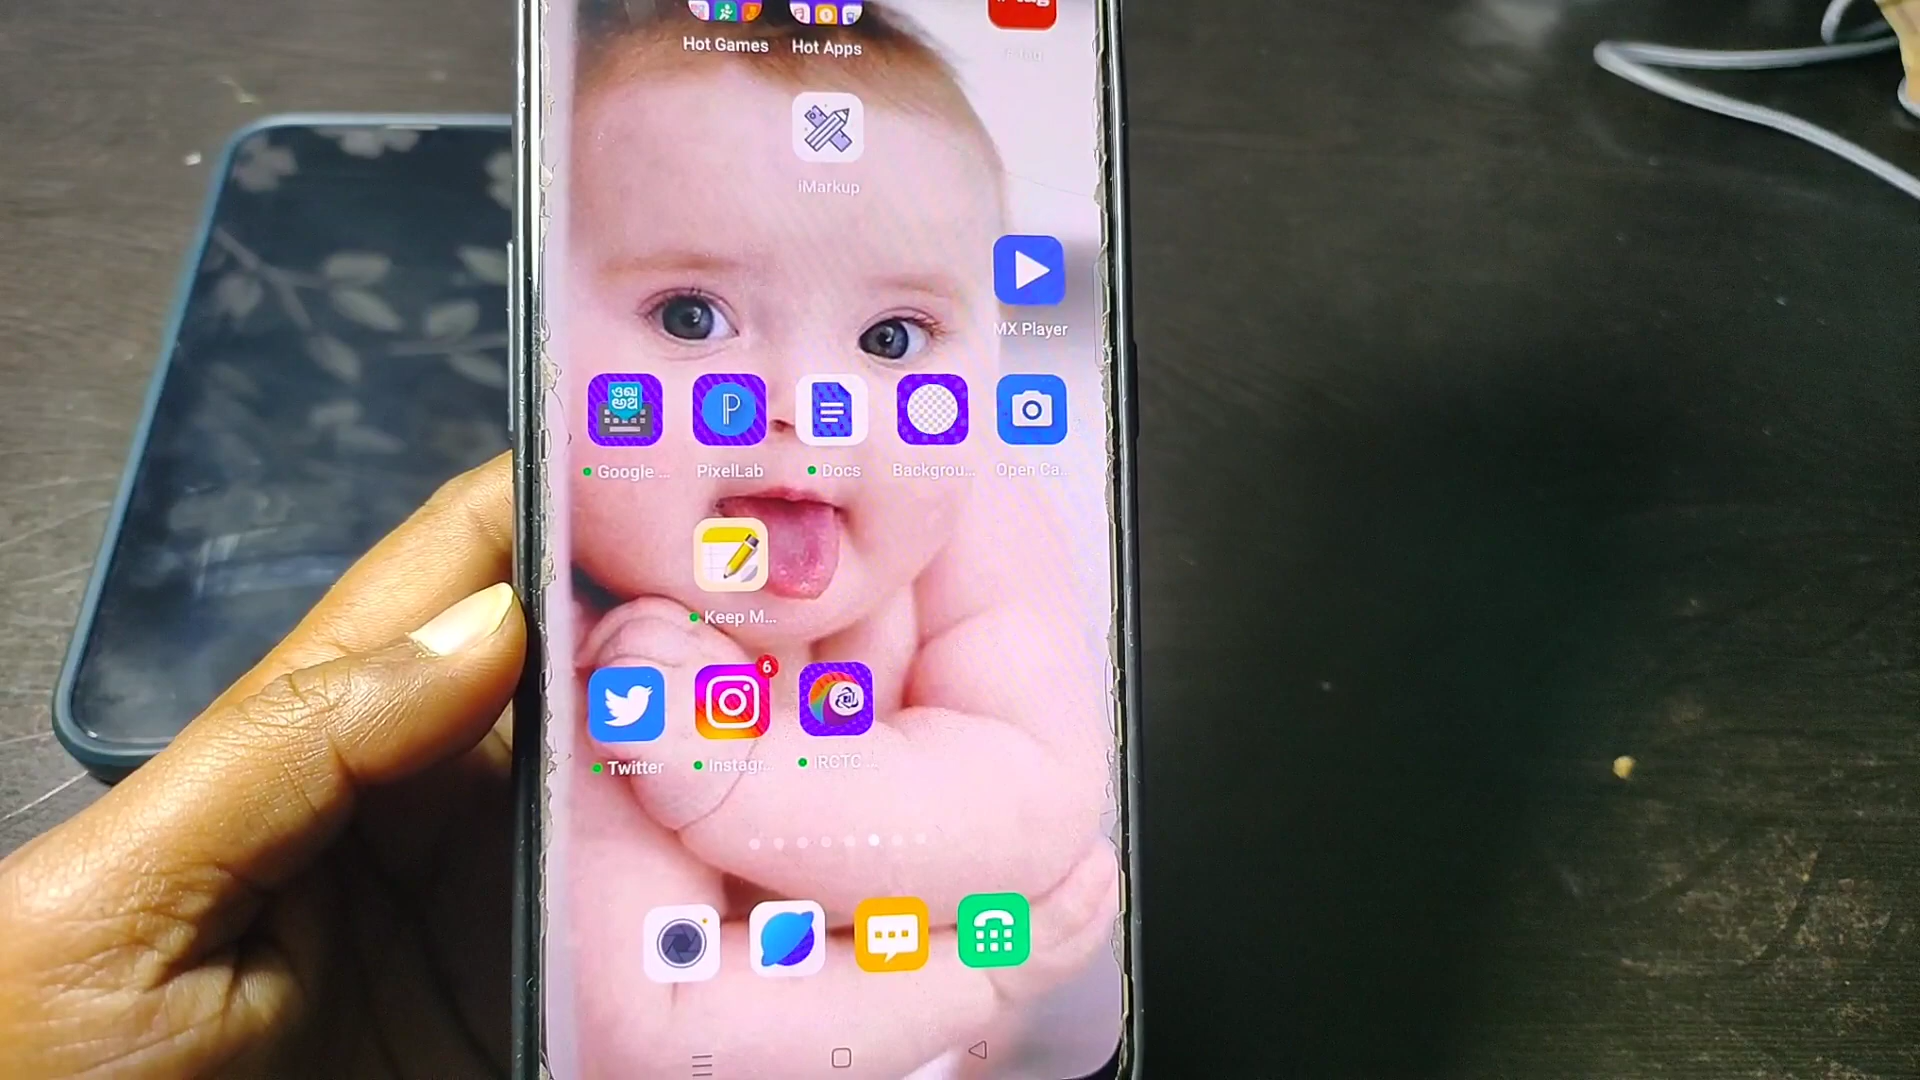 Hot Games
Hot Apps
iMarkup
MX Player
Google ...
PixelLab
Docs
Backgrou...
Open Ca...
Keep M...
6
Twitter
Instagr...
IRCTC ...